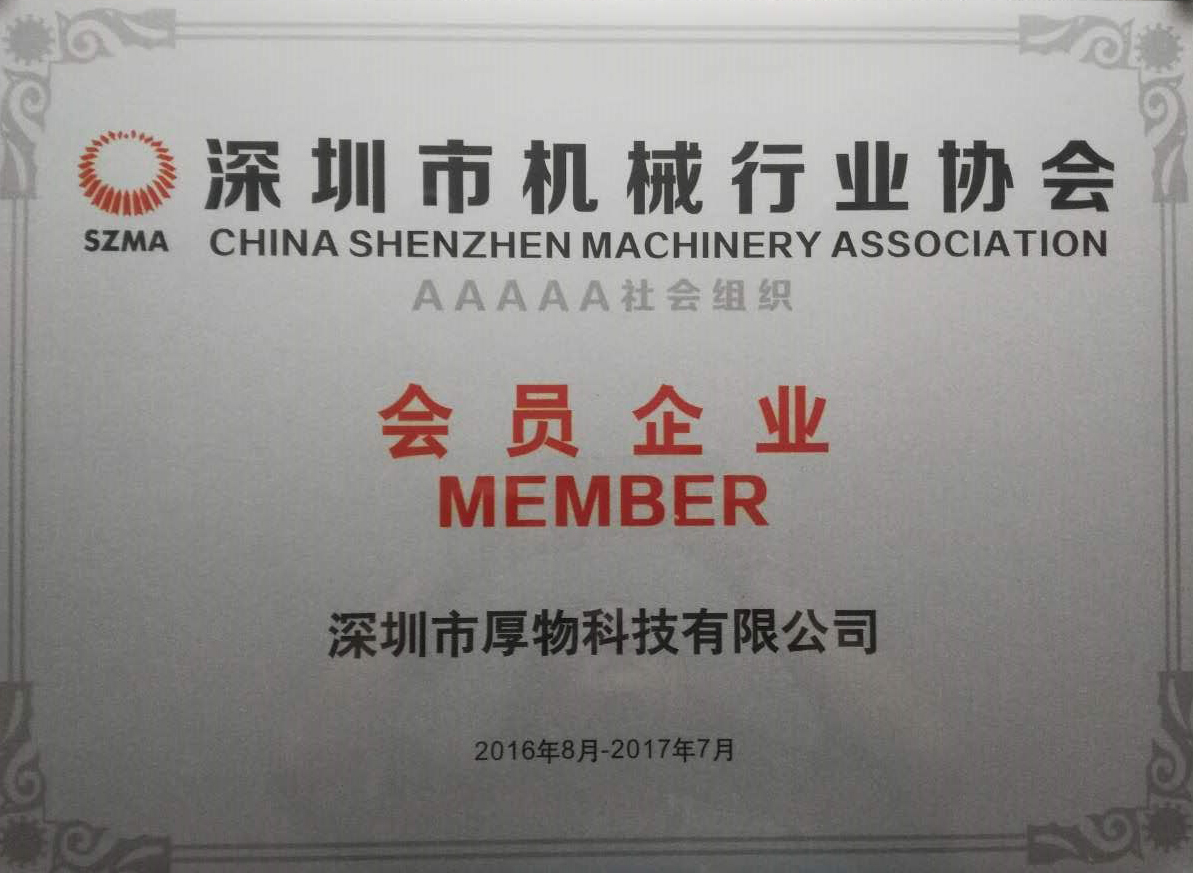 深圳市机械行业协会
SZMA
CHINA SHENZHEN MACHINERY ASSOCIATION
AAAAA社会组织
会员企业
MEMBER
深圳市厚物科技有限公司
2016年8月-2017年7月